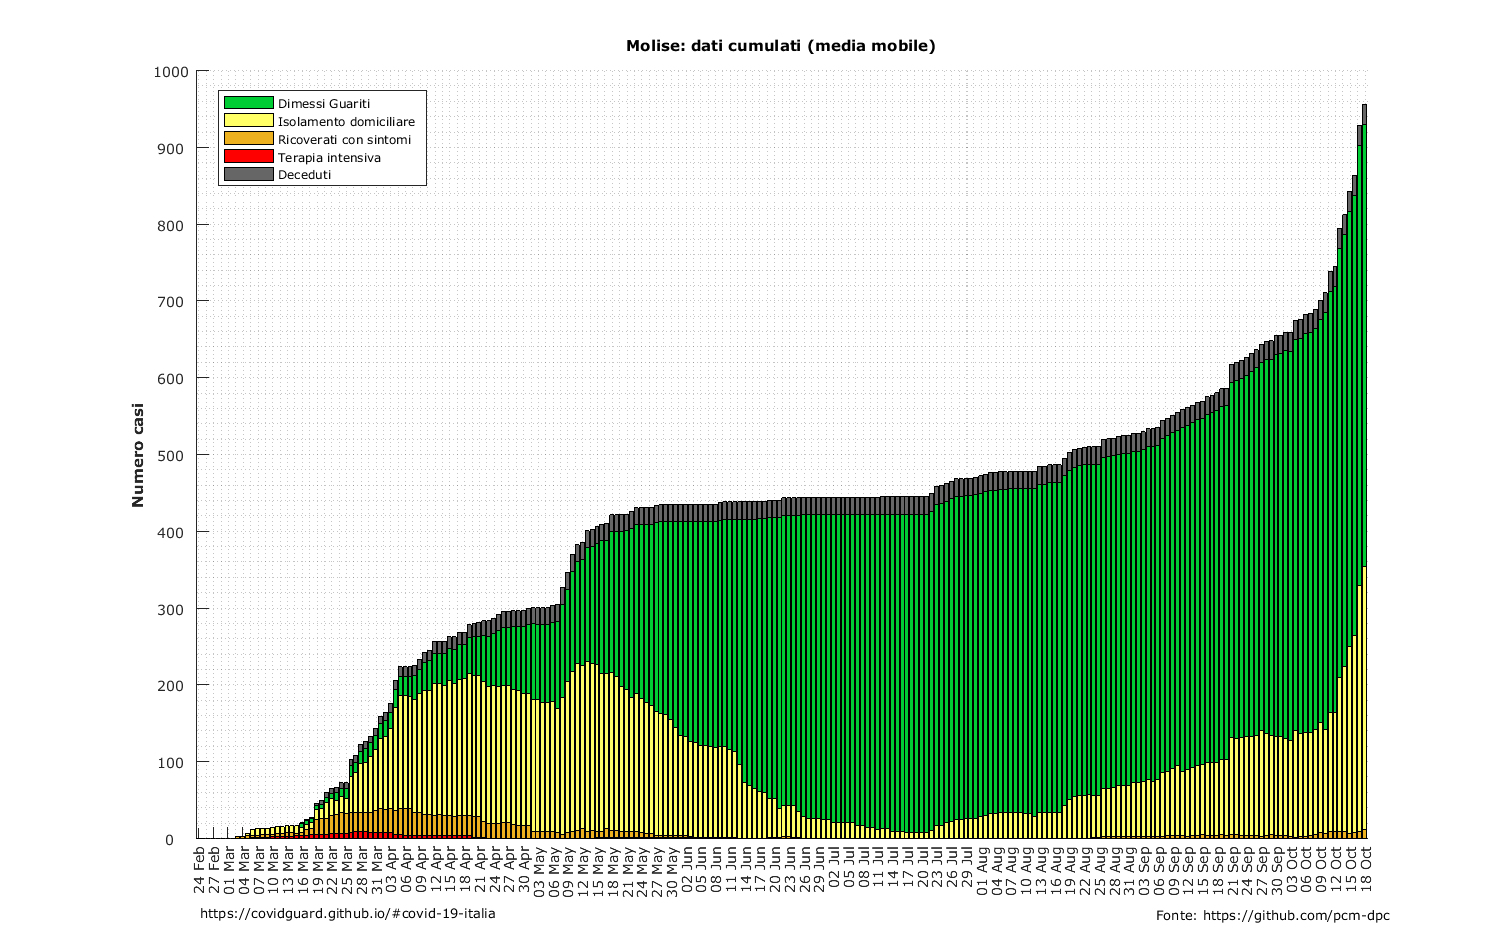 Molise: dati cumulati (media mobile)
1000
900
800
700
600
500
400
300
200
100
0
Numero casi
Dimessi Guariti
Isolamento domiciliare
Ricoverati con sintomi
Terapia intensiva
Deceduti
24 Feb
27 Feb
01 Mar
04 Mar
07 Mar
10 Mar
13 Mar
16 Mar
19 Mar
22 Mar
25 Mar
28 Mar
31 Mar
03 Apr
06 Apr
09 Apr
12 Apr
15 Apr
18 Apr
21 Apr
24 Apr
27 Apr
30 Apr
03 May
06 May
09 May
12 May
15 May
18 May
21 May
24 May
27 May
30 May
02 Jun
05 Jun
08 Jun
11 Jun
14 Jun
17 Jun
20 Jun
23 Jun
26 Jun
29 Jun
02 Jul
05 Jul
08 Jul
11 Jul
14 Jul
17 Jul
20 Jul
23 Jul
26 Jul
29 Jul
01 Aug
04 Aug
07 Aug
10 Aug
13 Aug
16 Aug
19 Aug
22 Aug
25 Aug
28 Aug
31 Aug
03 Sep
06 Sep
09 Sep
12 Sep
15 Sep
18 Sep
21 Sep
24 Sep
27 Sep
30 Sep
03 Oct
06 Oct
09 Oct
12 Oct
15 Oct
18 Oct
https://covidguard.github.io/#covid-19-italia
Fonte: https://github.com/pcm-dpc